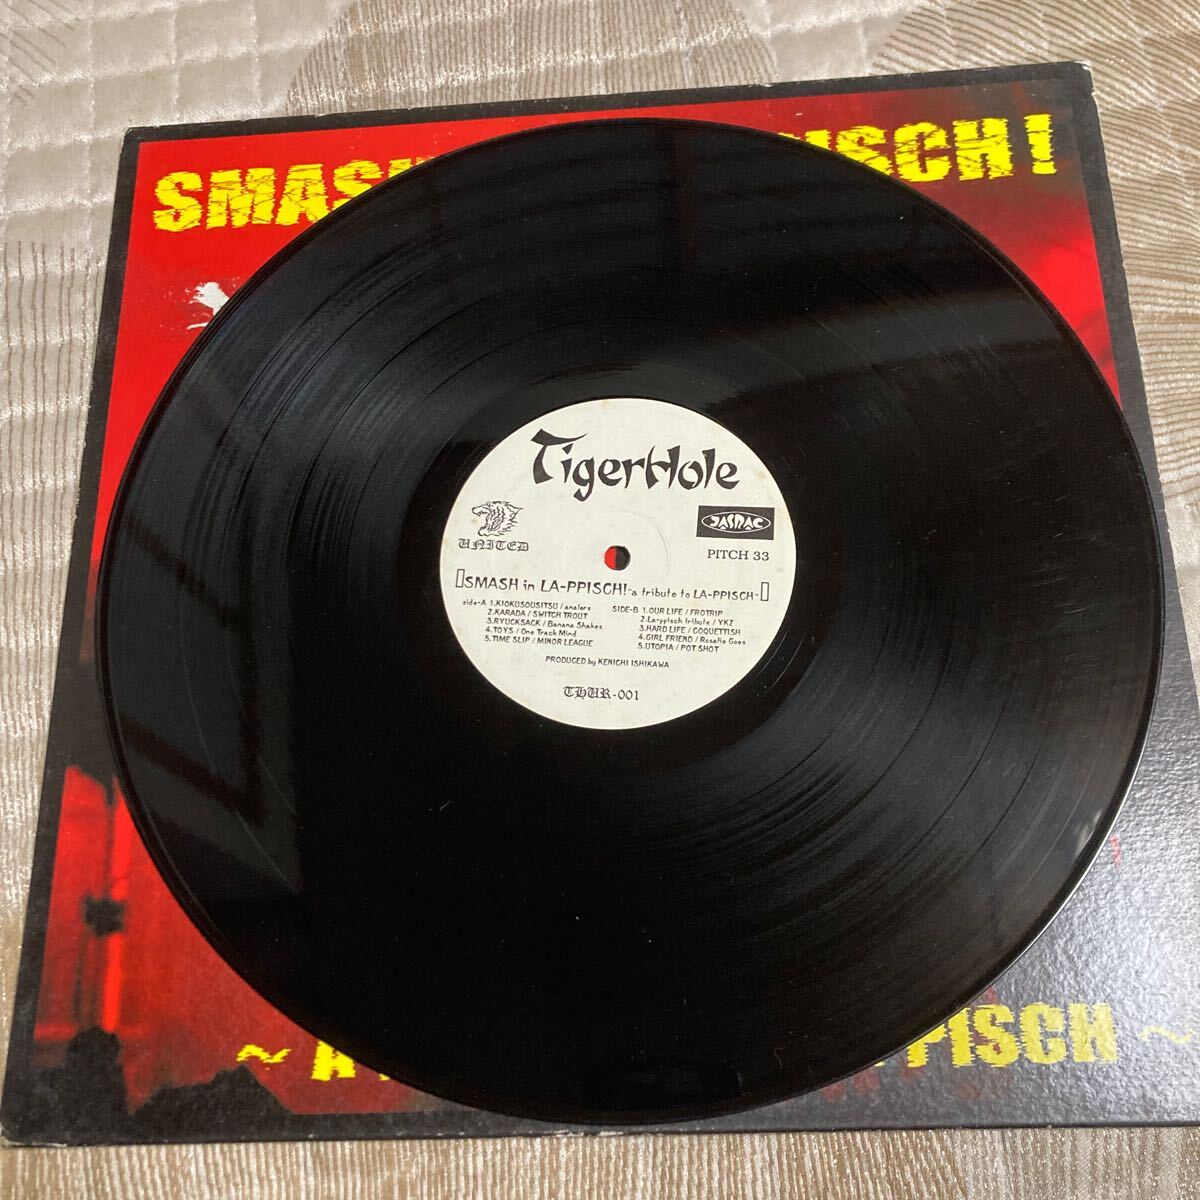 SMASH
PISCH!
TigerHole
UNITED
JASRAC
PITCH 33
[SMASH in LA-PPISCH! -a tribute to LA-PPISCH-]
side-A 1.KIOKUSOUSITSU / analers
2.KARADA / SWITCH TROUT
3.RYUCKSACK / Banana Shakes
4.TOYS / One Track Mind
5.TIME SLIP / MINOR LEAGUE
SIDE-B 1.OUR LIFE / FROTRIP
2.La-ppisch tribute / YKZ
3.HARD LIFE / COQUETTISH
4.GIRL FRIEND / Rosalio Goes
5.UTOPIA / POT SHOT
PRODUCED by KENICHI ISHIKAWA
THUR-001
~ A
PPISCH ~